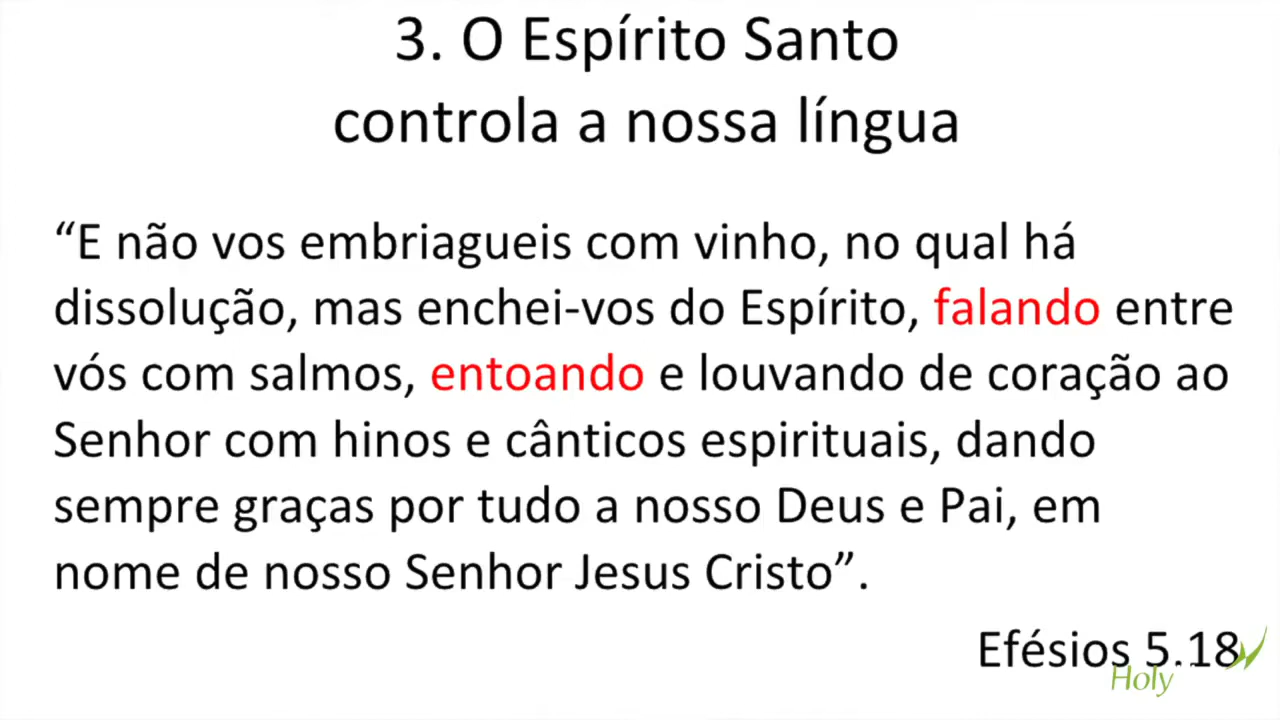 3. O Espírito Santo
controla a nossa língua
“E não vos embriagueis com vinho, no qual há
dissolução, mas enchei-vos do Espírito, falando entre
vós com salmos, entoando e louvando de coração ao
Senhor com hinos e cânticos espirituais, dando
sempre graças por tudo a nosso Deus e Pai, em
nome de nosso Senhor Jesus Cristo”.
Efésios 5.18
Holy